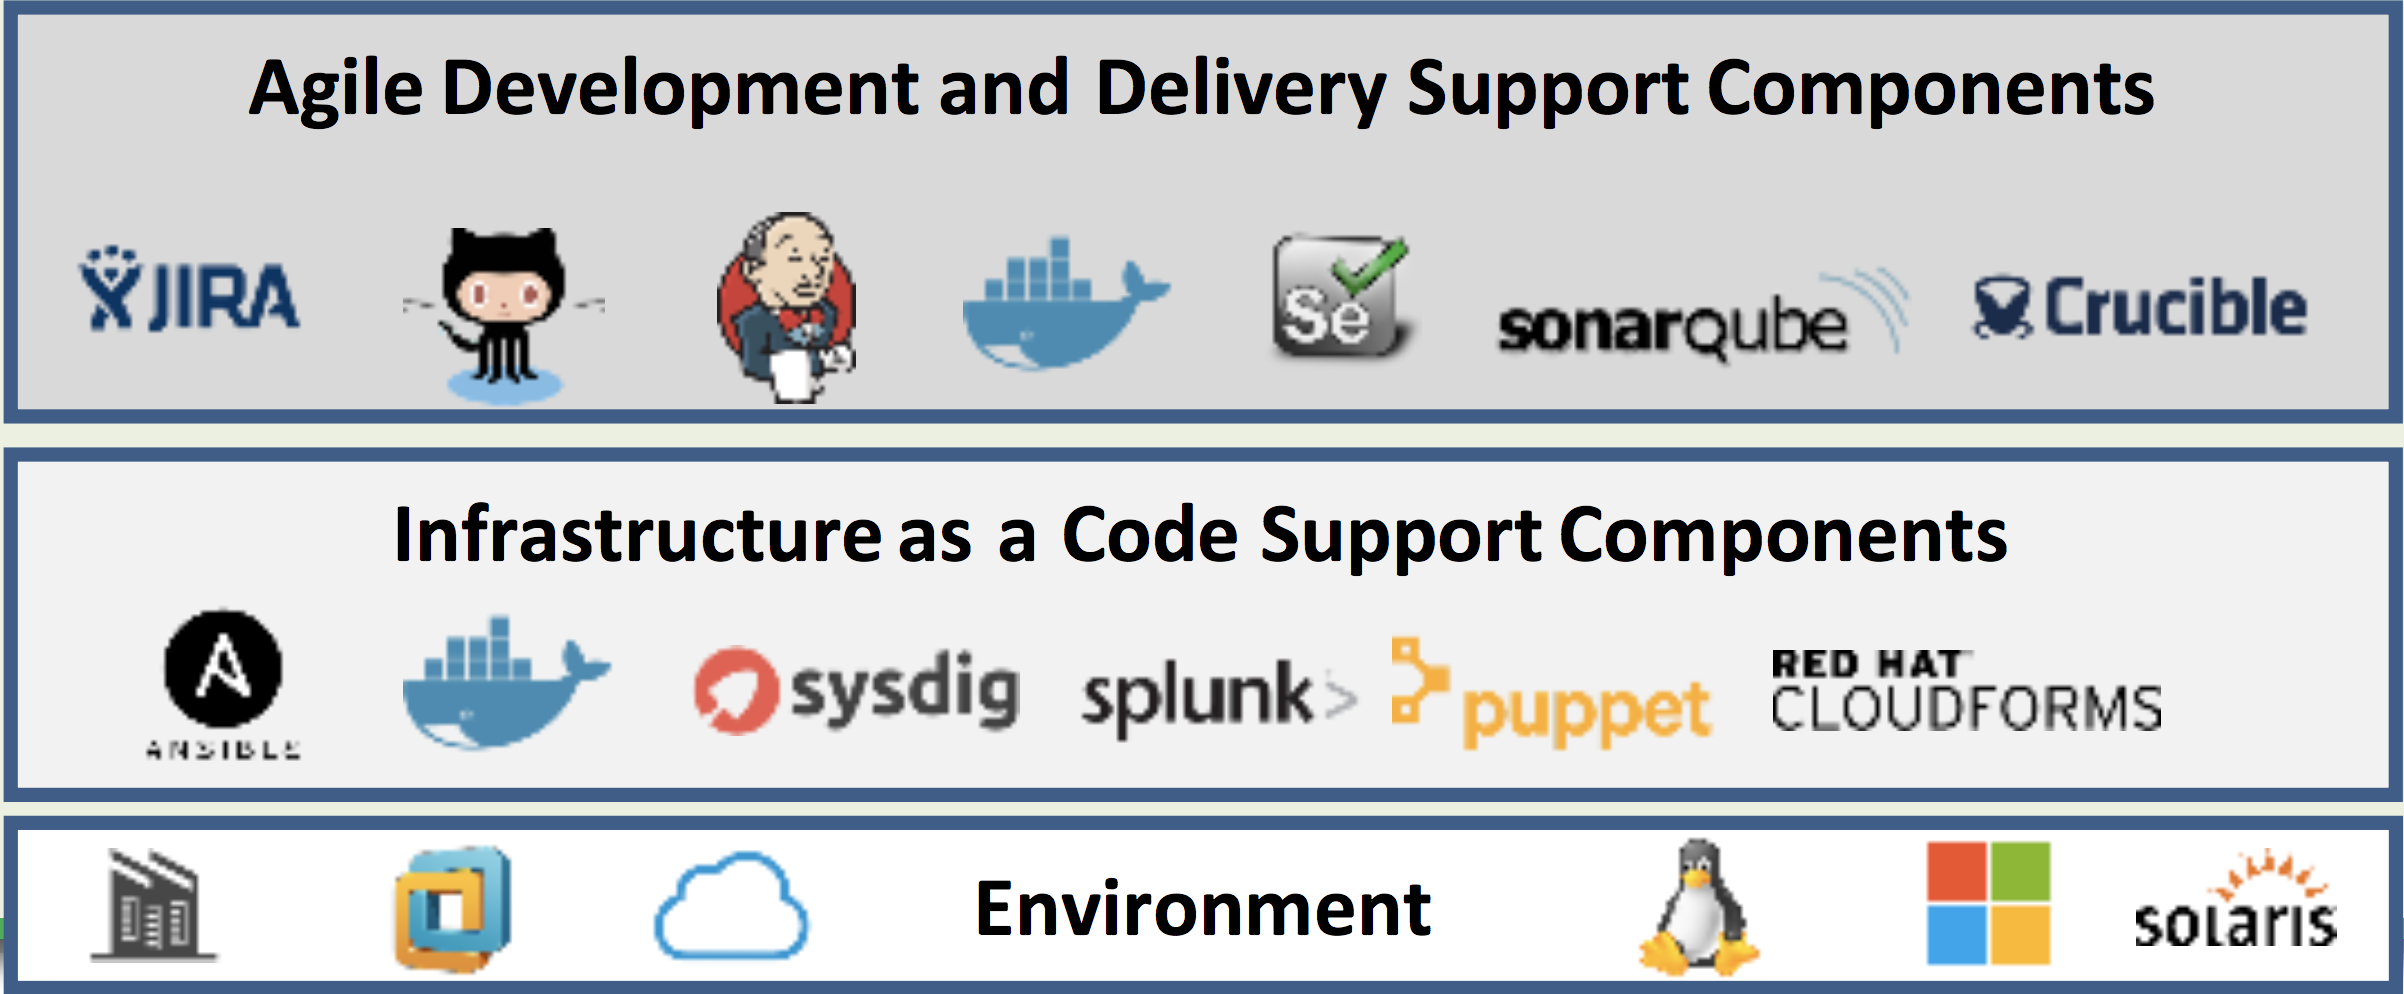 Agile Development and Delivery Support Components
JIRA
Se
sonarqube
Crucible
Infrastructure as a Code Support Components
ANSIBLE
sysdig
splunk>
puppet
RED HAT
CLOUDFORMS
Environment
solaris